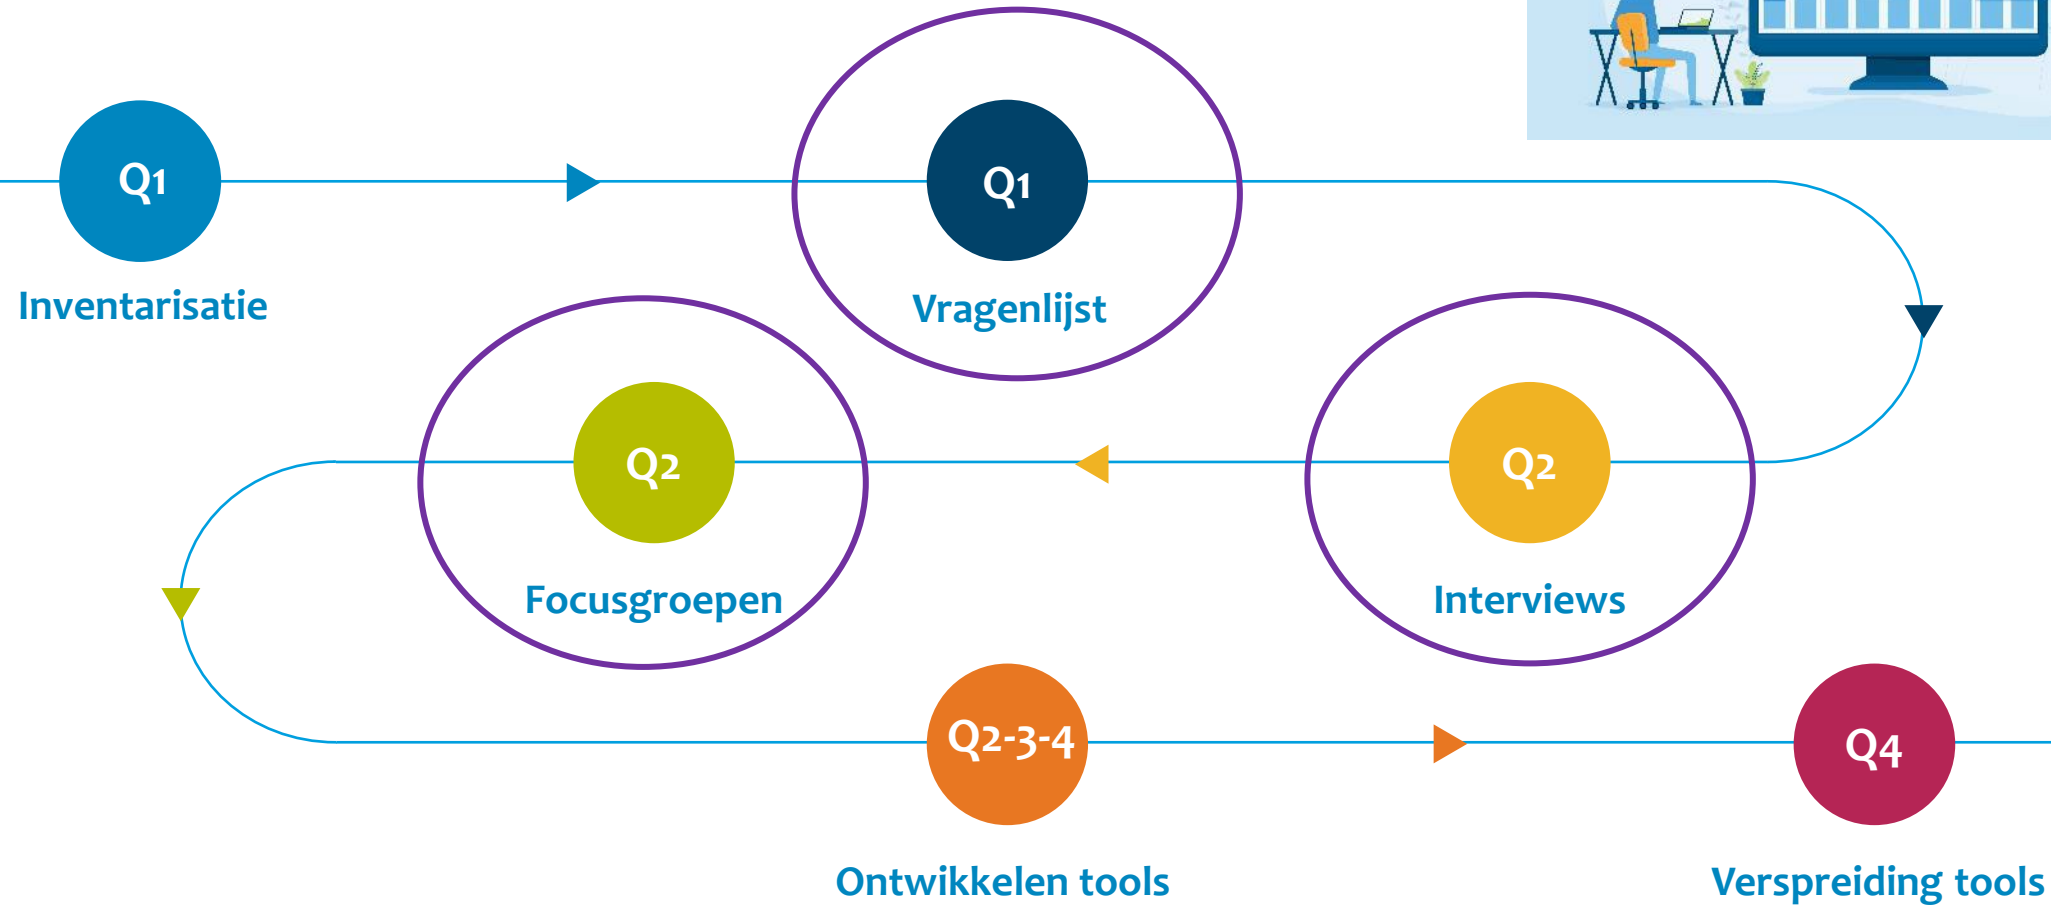 Q1
Inventarisatie
Q1
Vragenlijst
Q2
Interviews
Q2
Focusgroepen
Q2-3-4
Ontwikkelen tools
Q4
Verspreiding tools